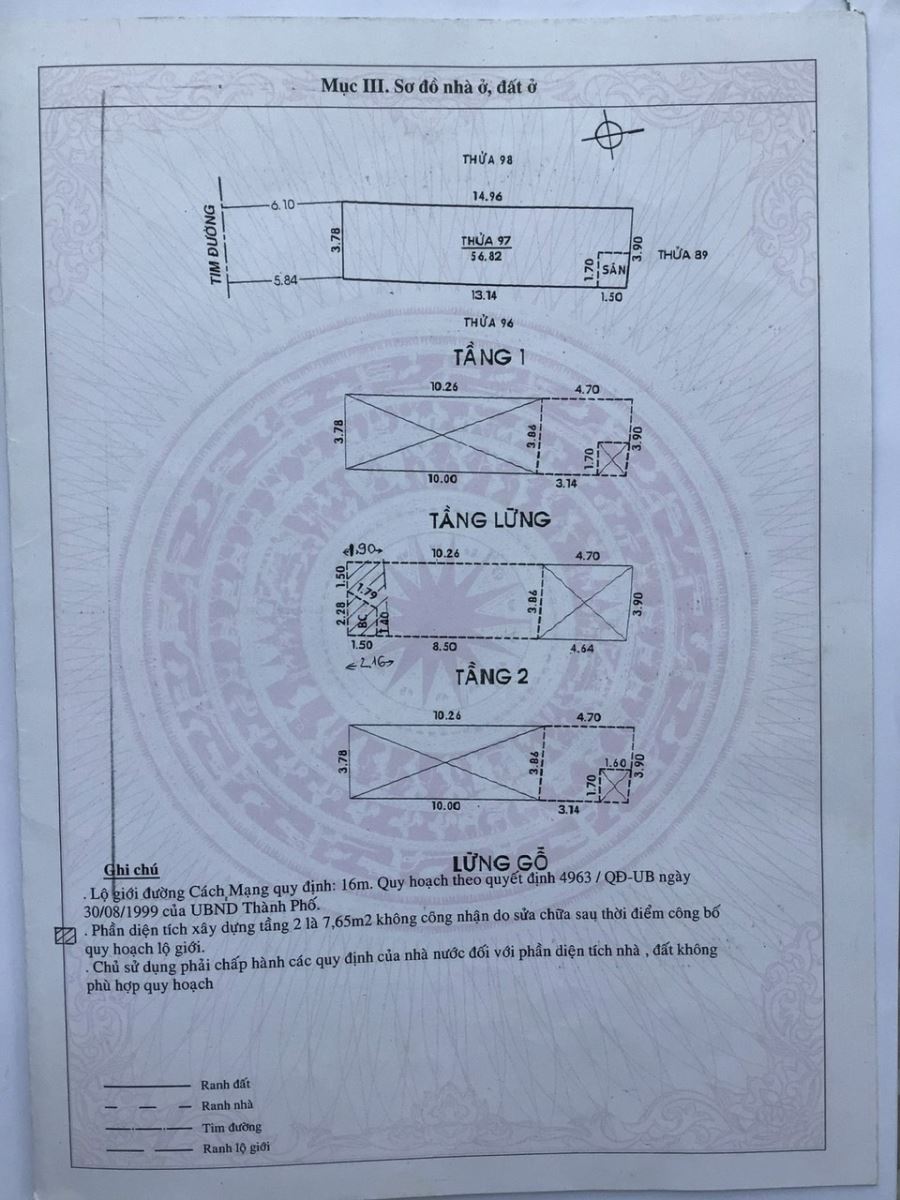 Mục III. Sơ đồ nhà ở, đất ở
THỬA 98
14.96
6.10
TIM ĐƯỜNG
3.78
THỬA 97
56.82
3.90
THỬA 89
1.70
SÂN
5.84
13.14
1.50
THỬA 96
TẦNG 1
10.26
4.70
3.78
3.86
3.90
1.70
10.00
3.14
TẦNG LỬNG
1.90
10.26
4.70
1.50
1.79
2.28
BC
1.40
3.86
3.90
1.50
8.50
4.64
2.16
TẦNG 2
10.26
4.70
3.78
3.86
1.60
3.90
1.70
10.00
3.14
LỮNG GỖ
Ghi chú
. Lộ giới đường Cách Mạng quy định: 16m. Quy hoạch theo quyết định 4963 / QĐ-UB ngày
30/08/1999 của UBND Thành Phố.
. Phần diện tích xây dựng tầng 2 là 7,65m2 không công nhận do sửa chữa sau thời điểm công bố
quy hoạch lộ giới.
. Chủ sử dụng phải chấp hành các quy định của nhà nước đối với phần diện tích nhà , đất không
phù hợp quy hoạch
Ranh đất
Ranh nhà
Tim đường
Ranh lộ giới